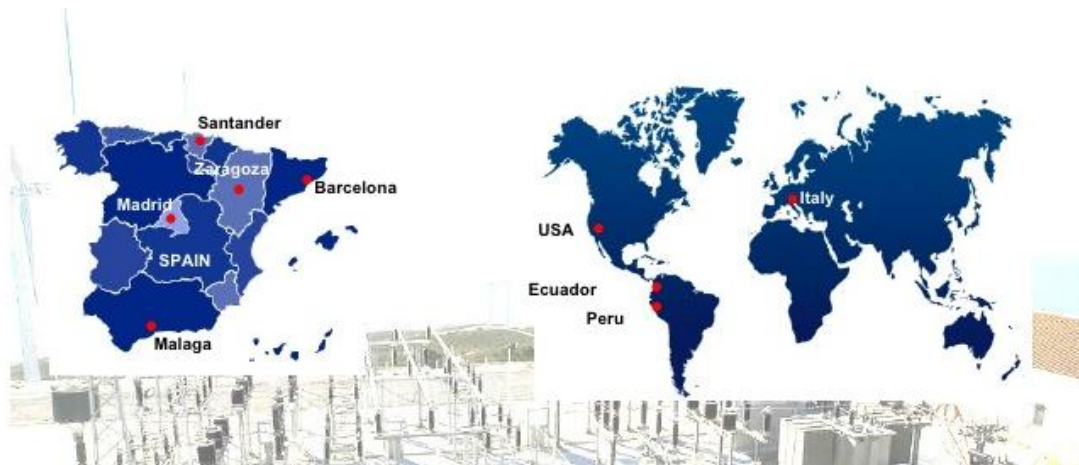 Santander
Zaragoza
Barcelona
Madrid
SPAIN
Malaga
Italy
USA
Ecuador
Peru